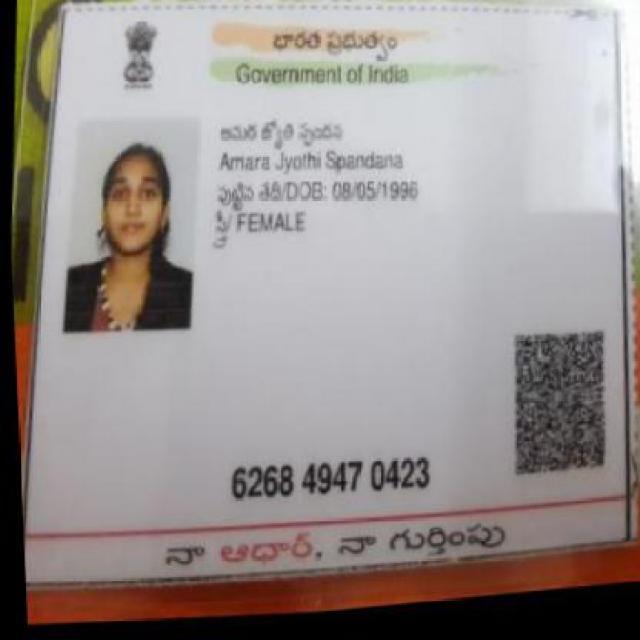 భారత ప్రభుత్వం
Government of India
అమర జ్యోతి స్పందన
Amara Jyothi Spandana
పుట్టిన తేదీ/DOB: 08/05/1996
స్త్రీ/ FEMALE
6268 4947 0423
నా ఆధార్, నా గుర్తింపు